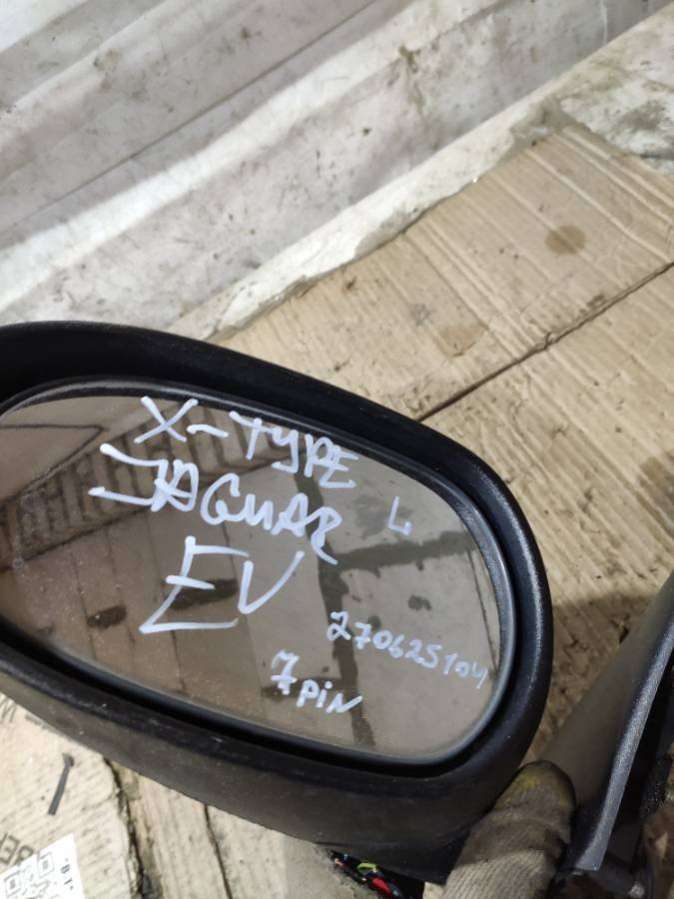 X-TYPE
JAGUAR L
EV
270625104
7 PIN